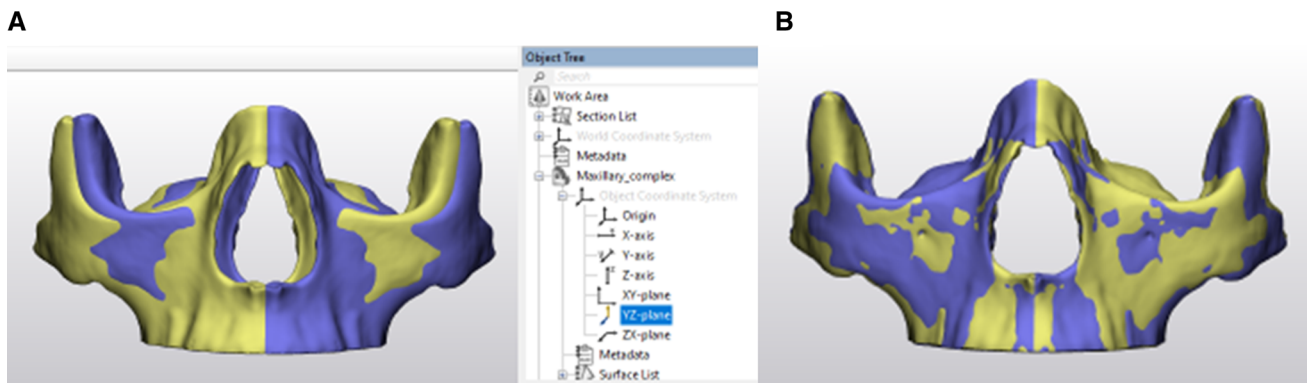 A
B
Object Tree
Search
Work Area
Section List
World Coordinate System
Metadata
Maxillary_complex
Object Coordinate System
Origin
X-axis
Y-axis
Z-axis
XY-plane
YZ-plane
ZX-plane
Metadata
Surface List